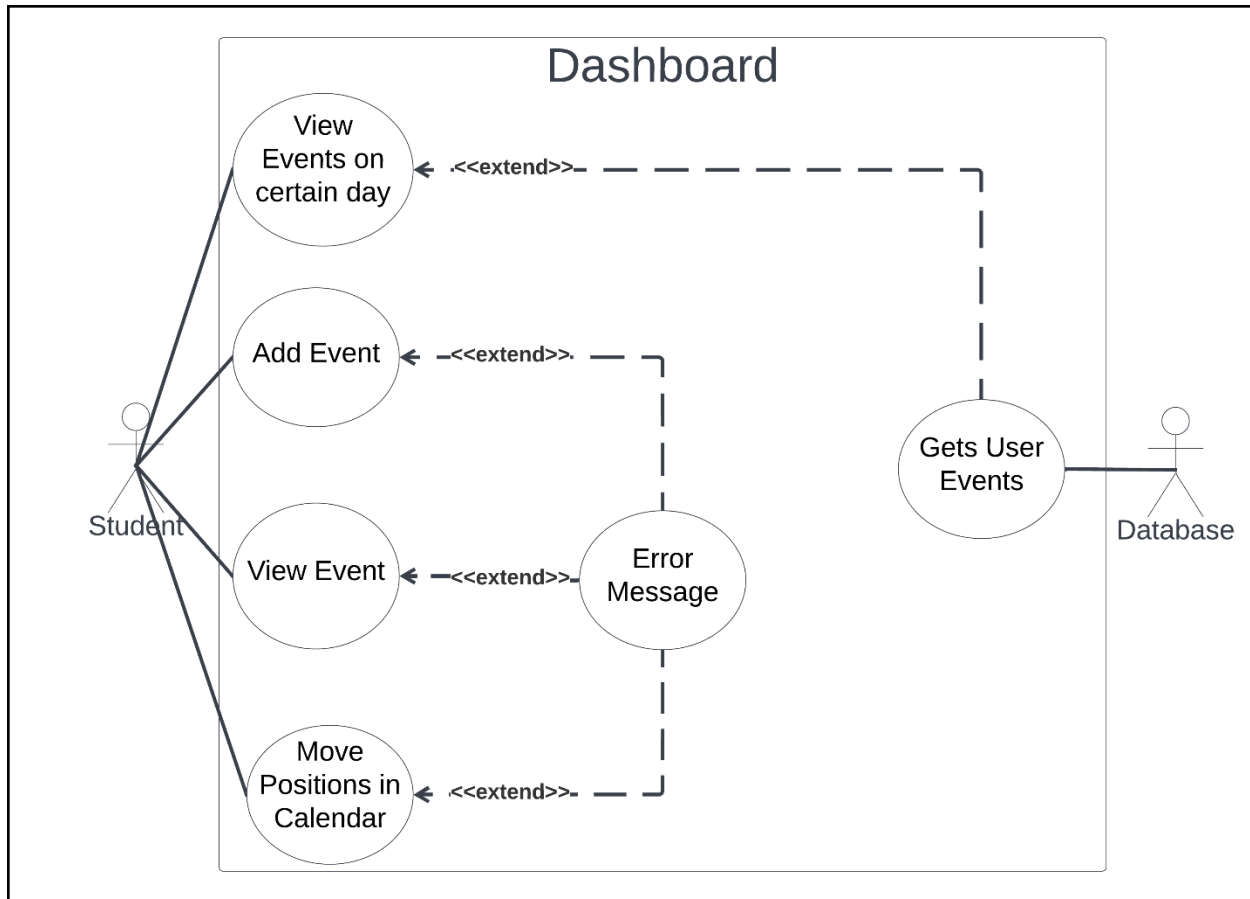 Dashboard
View
Events on
certain day
<<extend>>
Add Event
<<extend>>
Gets User
Events
Student
Database
View Event
<<extend>>
Error
Message
Move
Positions in
Calendar
<<extend>>